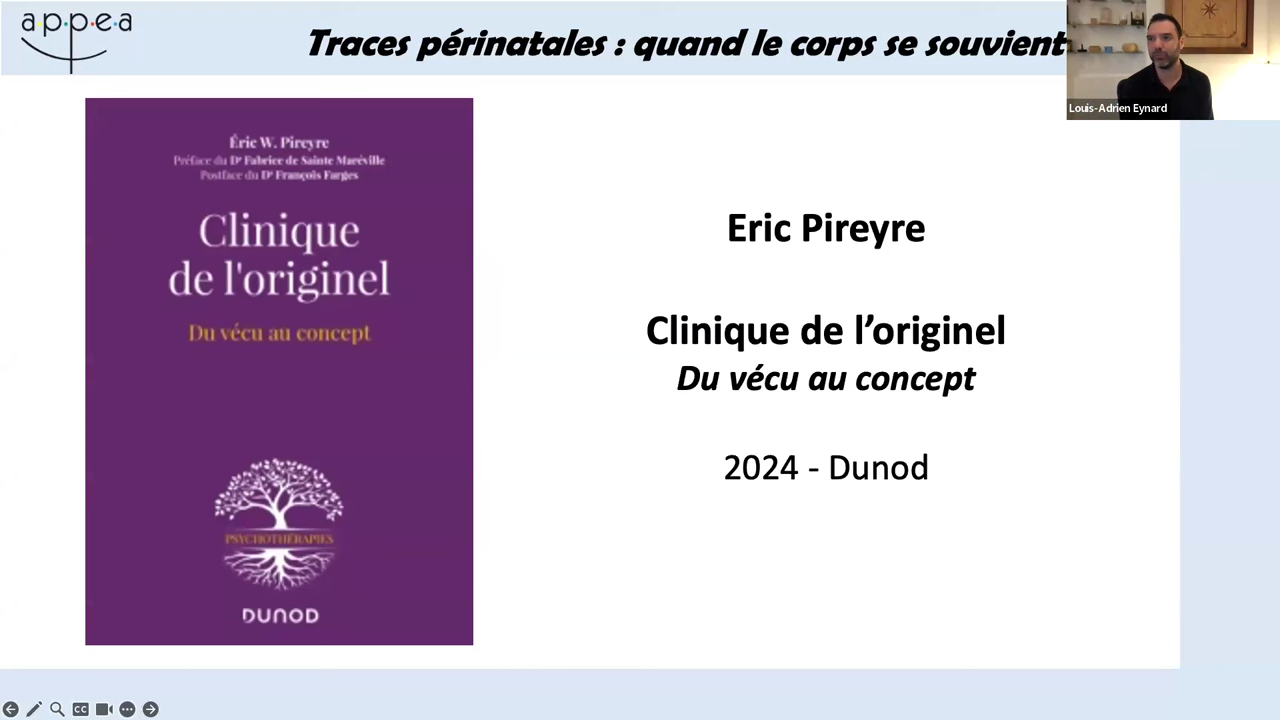 a·p·p·e·a
Traces périnatales : quand le corps se souvient
Louis-Adrien Eynard
Éric W. Pireyre
Préface du Dr Fabrice de Sainte Maréville
Postface du Dr François Farges
Clinique
de l'originel
Du vécu au concept
PSYCHOTHÉRAPIES
DUNOD
Eric Pireyre
Clinique de l’originel
Du vécu au concept
2024 - Dunod
CC